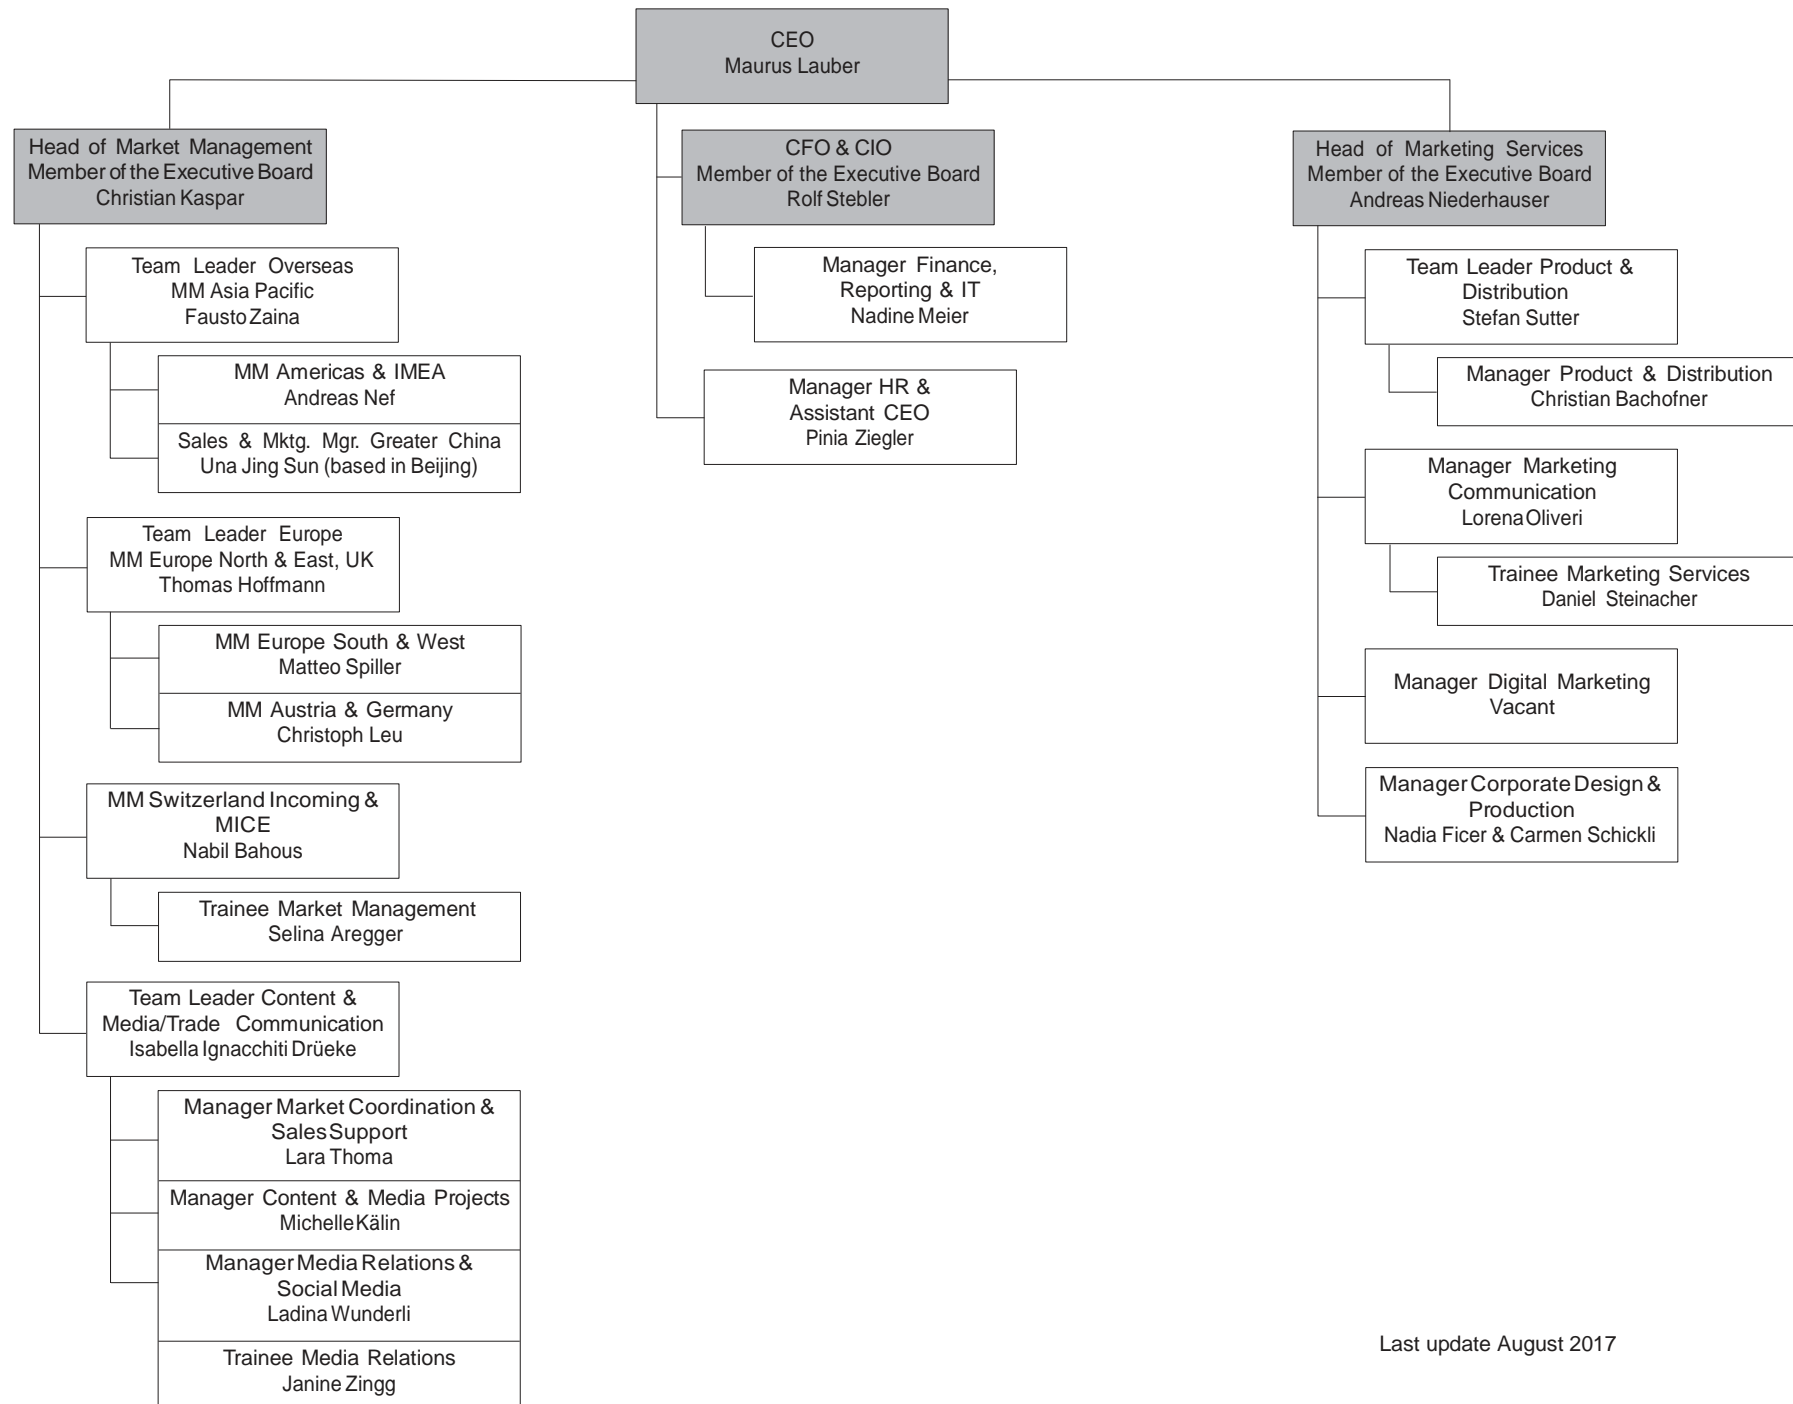 CEO
Maurus Lauber
Head of Market Management
Member of the Executive Board
Christian Kaspar
Team Leader Overseas
MM Asia Pacific
Fausto Zaina
MM Americas & IMEA
Andreas Nef
Sales & Mktg. Mgr. Greater China
Una Jing Sun (based in Beijing)
Team Leader Europe
MM Europe North & East, UK
Thomas Hoffmann
MM Europe South & West
Matteo Spiller
MM Austria & Germany
Christoph Leu
MM Switzerland Incoming &
MICE
Nabil Bahous
Trainee Market Management
Selina Aregger
Team Leader Content &
Media/Trade Communication
Isabella Ignacchiti Drüeke
Manager Market Coordination &
Sales Support
Lara Thoma
Manager Content & Media Projects
Michelle Kälin
Manager Media Relations &
Social Media
Ladina Wunderli
Trainee Media Relations
Janine Zingg
CFO & CIO
Member of the Executive Board
Rolf Stebler
Manager Finance,
Reporting & IT
Nadine Meier
Manager HR &
Assistant CEO
Pinia Ziegler
Head of Marketing Services
Member of the Executive Board
Andreas Niederhauser
Team Leader Product &
Distribution
Stefan Sutter
Manager Product & Distribution
Christian Bachofner
Manager Marketing
Communication
Lorena Oliveri
Trainee Marketing Services
Daniel Steinacher
Manager Digital Marketing
Vacant
Manager Corporate Design &
Production
Nadia Ficer & Carmen Schickli
Last update August 2017